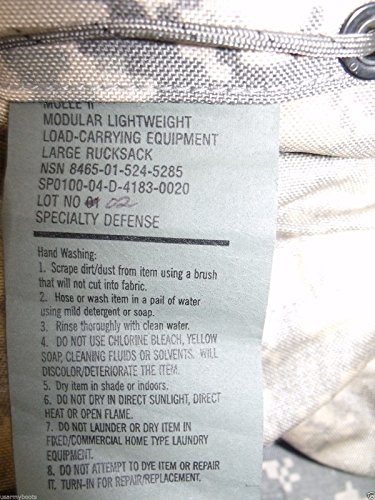 MOLLE II
MODULAR LIGHTWEIGHT
LOAD-CARRYING EQUIPMENT
LARGE RUCKSACK
NSN 8465-01-524-5285
SP0100-04-D-4183-0020
LOT NO 02
SPECIALTY DEFENSE
Hand Washing:
1. Scrape dirt/dust from item using a brush
that will not cut into fabric.
2. Hose or wash item in a pail of water
using mild detergent or soap.
3. Rinse thoroughly with clean water.
4. DO NOT USE CHLORINE BLEACH, YELLOW
SOAP, CLEANING FLUIDS OR SOLVENTS. WILL
DISCOLOR/DETERIORATE THE ITEM.
5. Dry item in shade or indoors.
6. DO NOT DRY IN DIRECT SUNLIGHT, DIRECT
HEAT OR OPEN FLAME.
7. DO NOT LAUNDER OR DRY ITEM IN
FIXED/COMMERCIAL HOME TYPE LAUNDRY
EQUIPMENT.
8. DO NOT ATTEMPT TO DYE ITEM OR REPAIR
IT. TURN-IN FOR REPAIR/REPLACEMENT.
usarmyboots